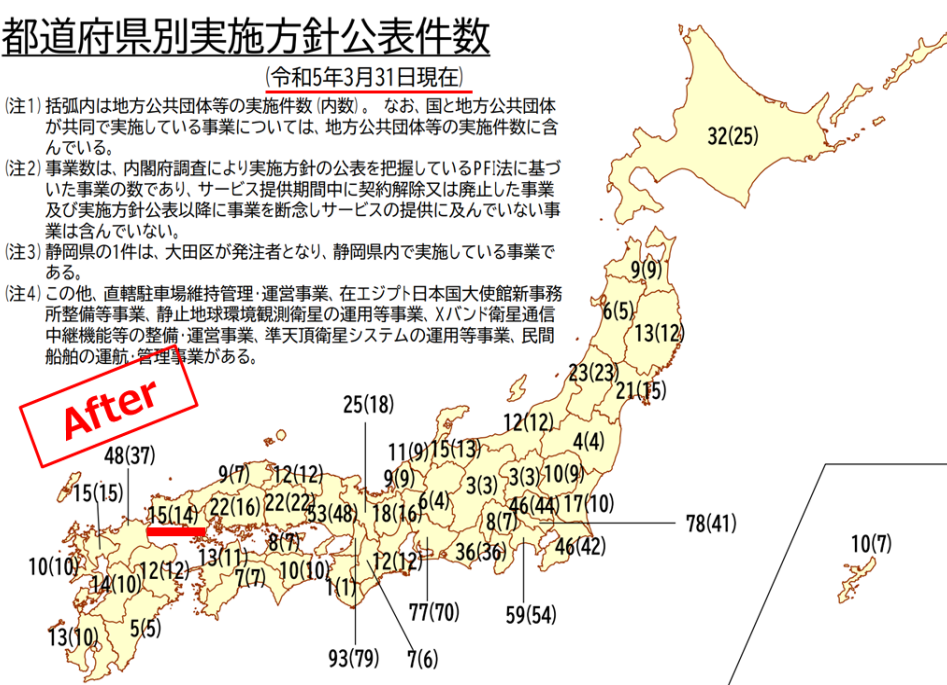 都道府県別実施方針公表件数
(令和5年3月31日現在)
(注1) 括弧内は地方公共団体等の実施件数(内数)。 なお、国と地方公共団体
が共同で実施している事業については、地方公共団体等の実施件数に含
んでいる。
(注2) 事業数は、内閣府調査により実施方針の公表を把握しているPFI法に基づ
いた事業の数であり、サービス提供期間中に契約解除又は廃止した事業
及び実施方針公表以降に事業を断念しサービスの提供に及んでいない事
業は含んでいない。
(注3) 静岡県の1件は、大田区が発注者となり、静岡県内で実施している事業で
ある。
(注4) この他、直轄駐車場維持管理・運営事業、在エジプト日本国大使館新事務
所整備等事業、静止地球環境観測衛星の運用等事業、Xバンド衛星通信
中継機能等の整備・運営事業、準天頂衛星システムの運用等事業、民間
船舶の運航・管理事業がある。
After
32(25)
9(9)
6(5)
13(12)
23(23)
21(15)
25(18)
12(12)
4(4)
11(9)
15(13)
48(37)
9(7)
12(12)
9(9)
3(3)
3(3)
10(9)
15(15)
15(14)
22(16)
22(22)
53(48)
18(16)
6(4)
46(44)
17(10)
8(7)
78(41)
10(7)
8(7)
36(36)
46(42)
10(10)
14(10)
12(12)
13(11)
7(7)
10(10)
1(1)
12(12)
77(70)
59(54)
13(10)
5(5)
93(79)
7(6)